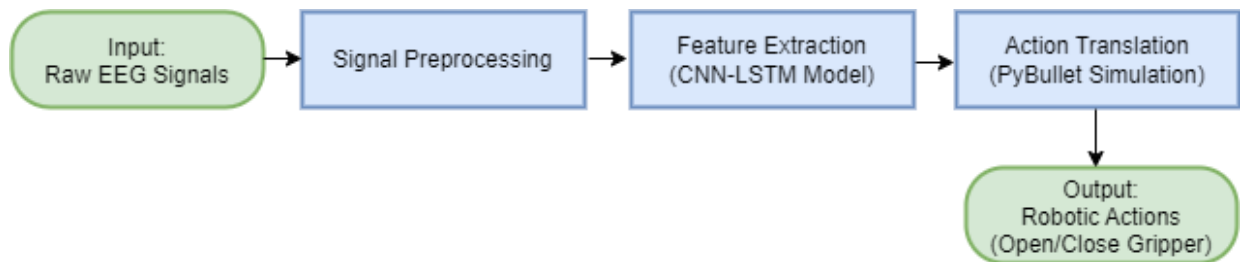 Input:
Raw EEG Signals
Signal Preprocessing
Feature Extraction
(CNN-LSTM Model)
Action Translation
(PyBullet Simulation)
Output:
Robotic Actions
(Open/Close Gripper)